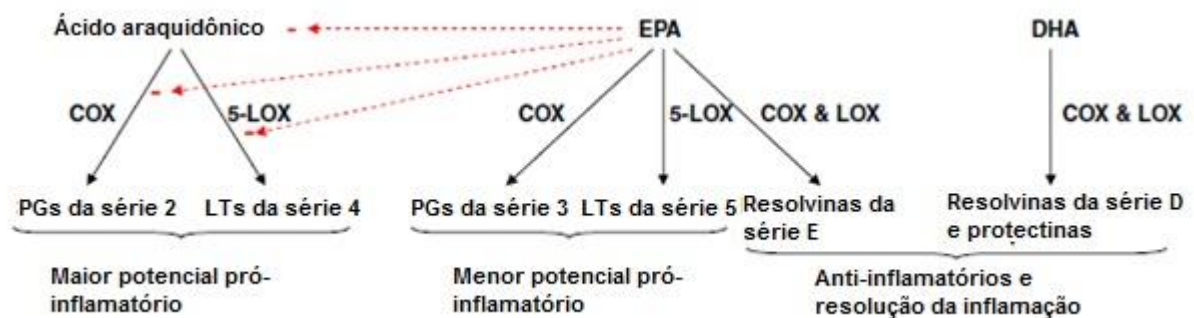 Ácido araquidônico
EPA
DHA
COX
5-LOX
COX
5-LOX
COX & LOX
COX & LOX
PGs da série 2
LTs da série 4
PGs da série 3
LTs da série 5
Resolvinas da
série E
Resolvinas da série D
e protectinas
Maior potencial pró-
inflamatório
Menor potencial pró-
inflamatório
Anti-inflamatórios e
resolução da inflamação